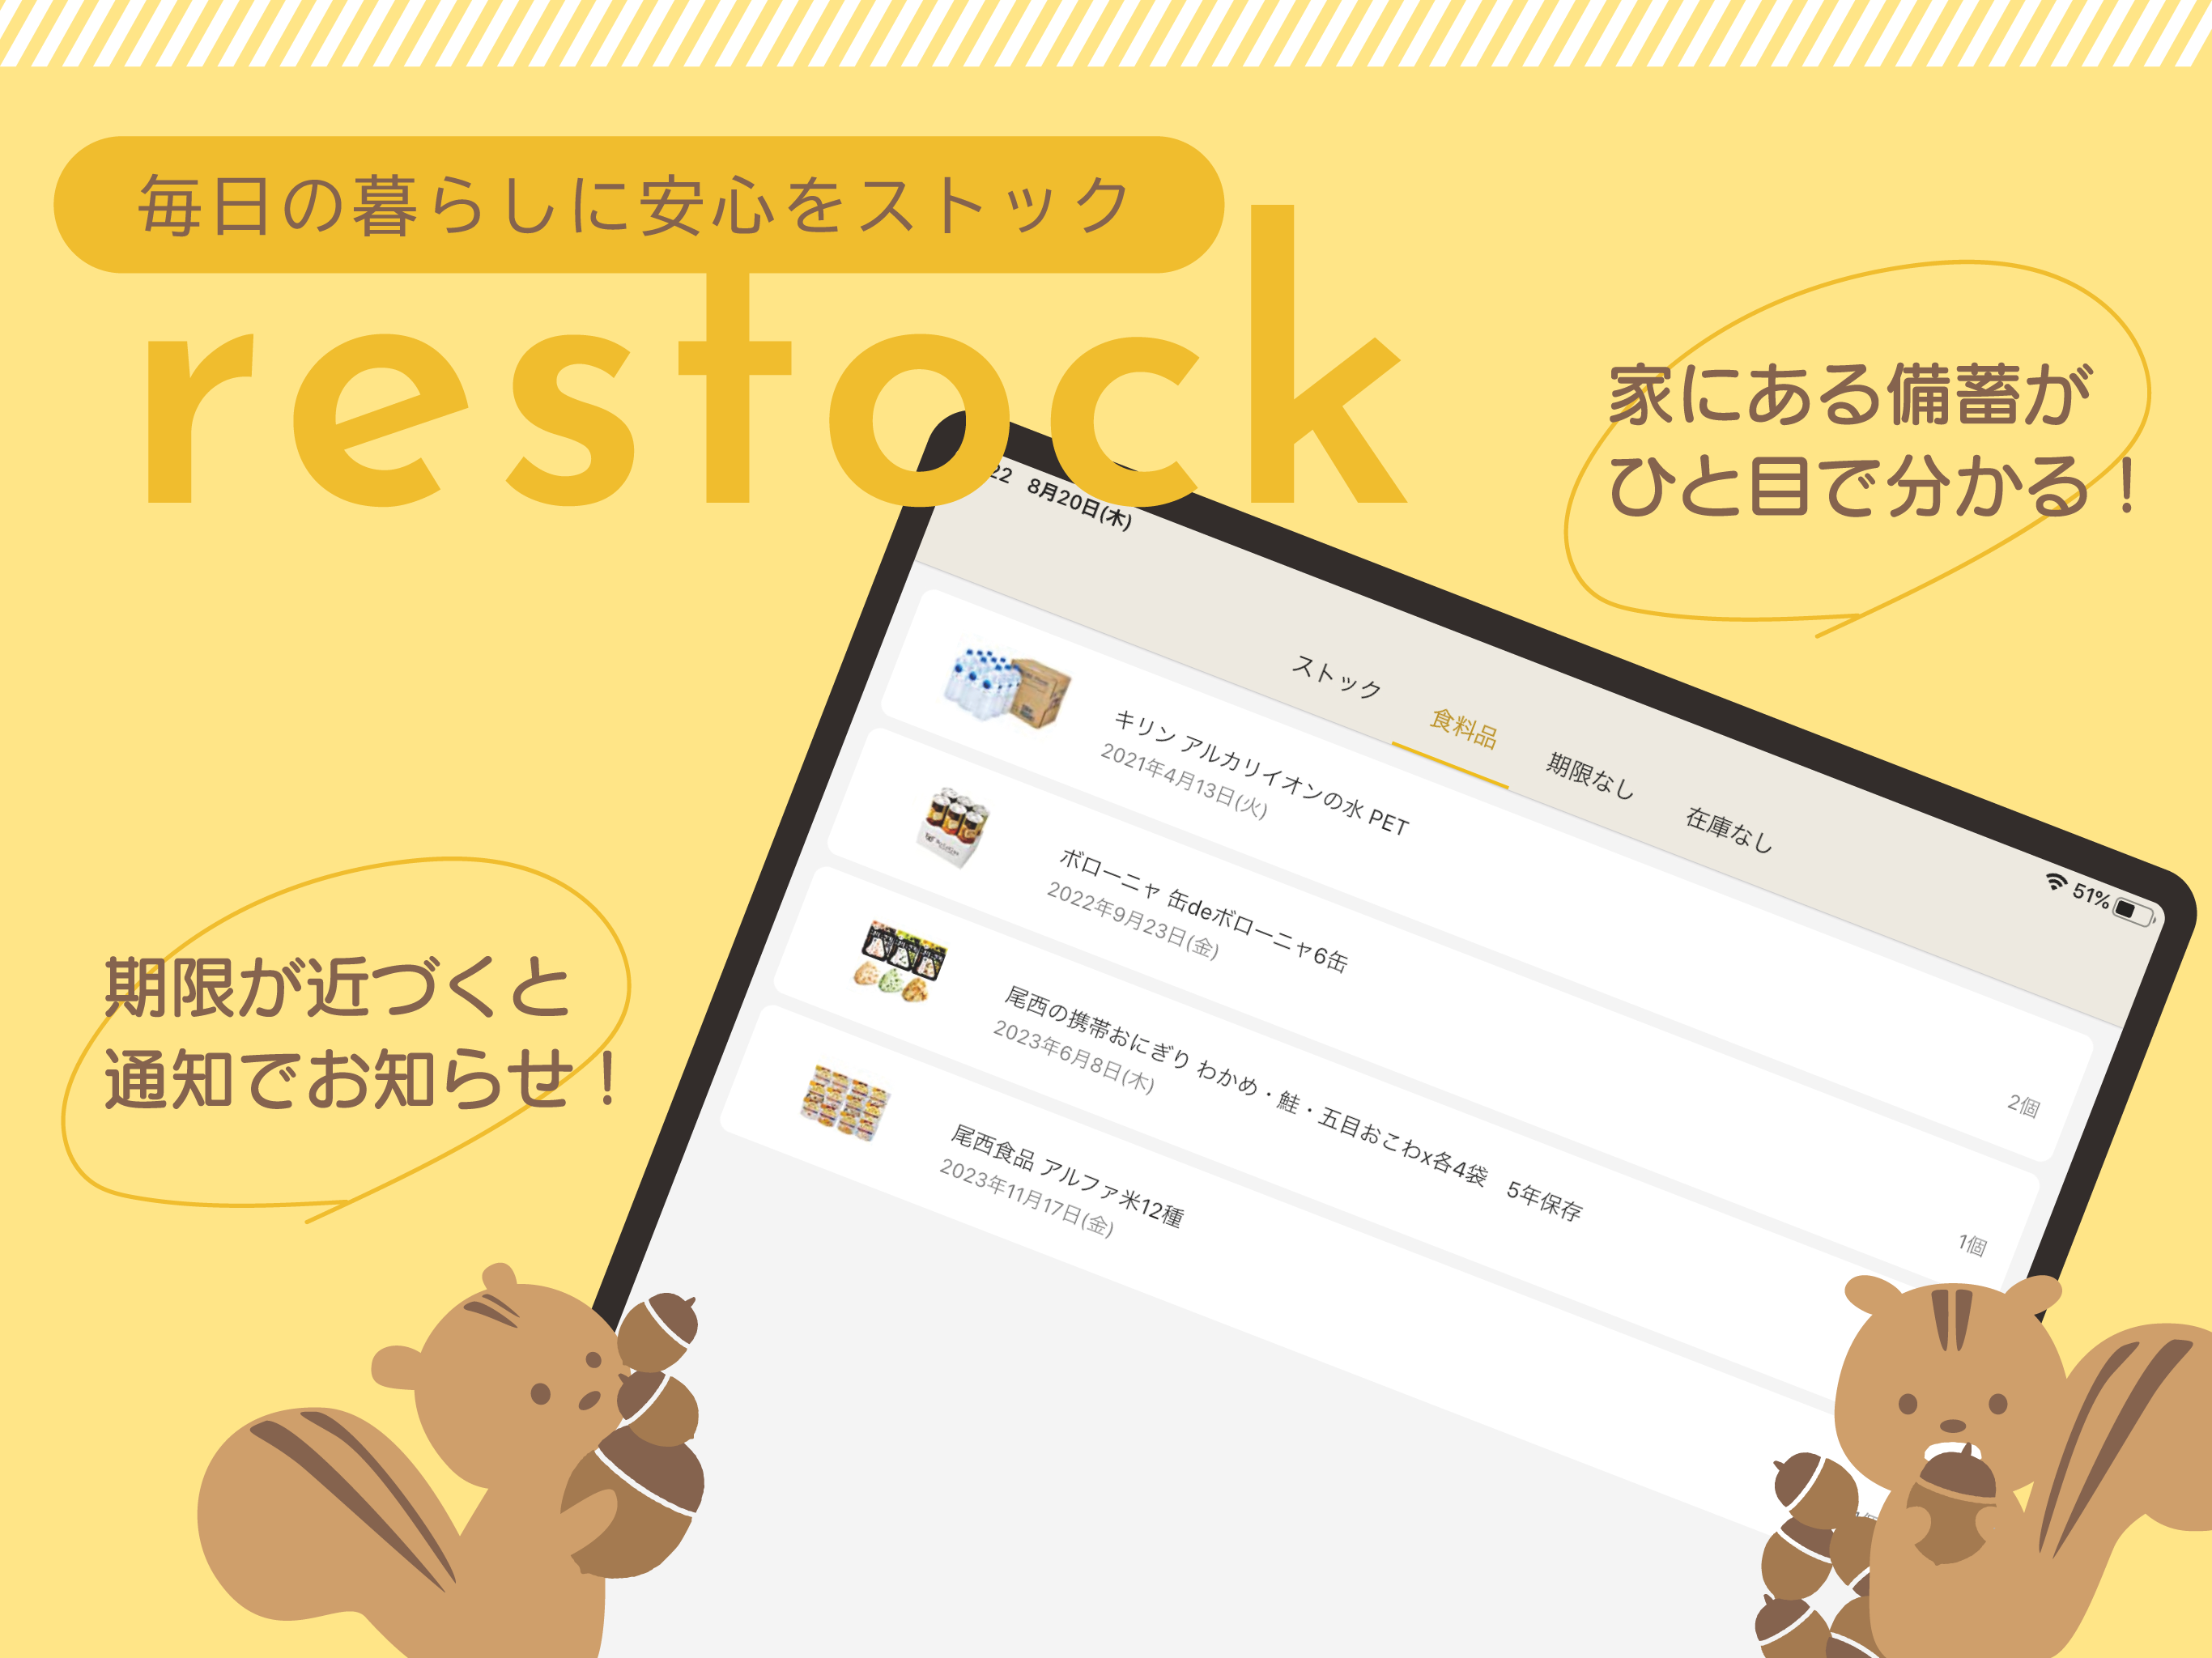 毎日の暮らしに安心をストック
restock
家にある備蓄が
ひと目で分かる！
期限が近づくと
通知でお知らせ！
22 8月20日(木)
51%
ストック 食料品 期限なし 在庫なし
キリン アルカリイオンの水 PET
2021年4月13日(火)
2個
ボローニャ 缶deボローニャ6缶
2022年9月23日(金)
1個
尾西の携帯おにぎり わかめ・鮭・五目おこわx各4袋　5年保存
2023年6月8日(木)
尾西食品 アルファ米12種
2023年11月17日(金)